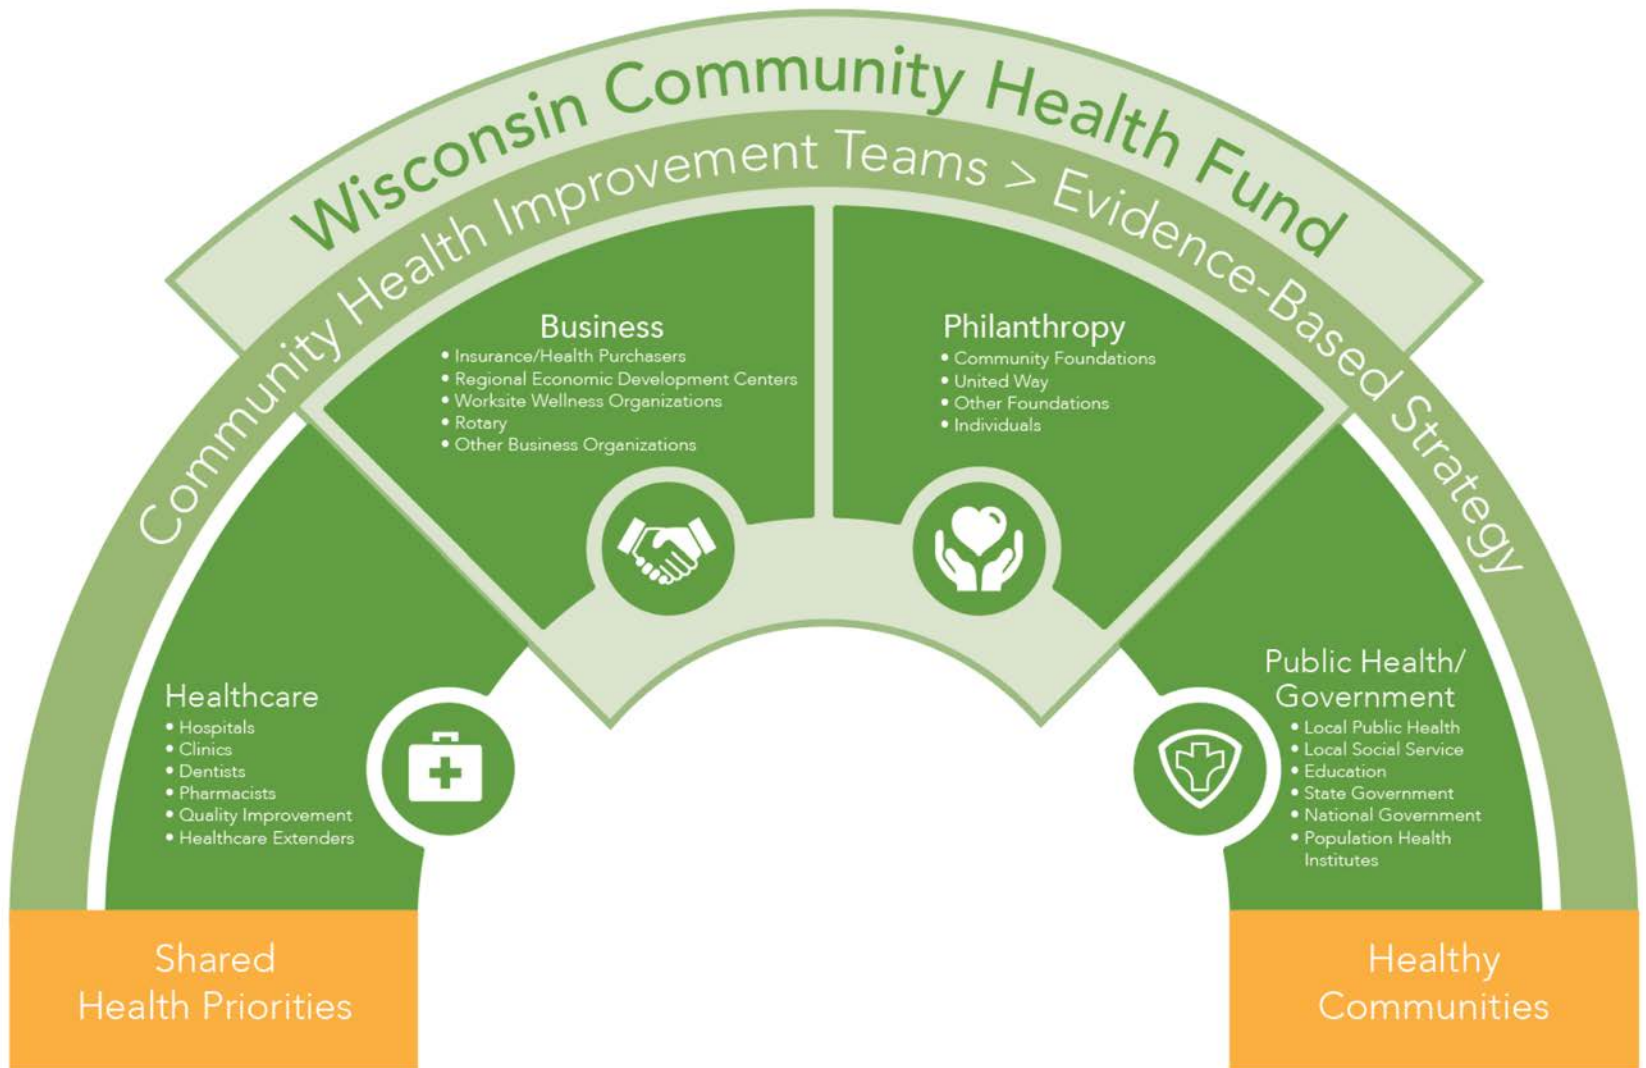 Wisconsin Community Health Fund
Community Health Improvement Teams > Evidence-Based Strategy
Business
• Insurance/Health Purchasers
• Regional Economic Development Centers
• Worksite Wellness Organizations
• Rotary
• Other Business Organizations
Philanthropy
• Community Foundations
• United Way
• Other Foundations
• Individuals
Healthcare
• Hospitals
• Clinics
• Dentists
• Pharmacists
• Quality Improvement
• Healthcare Extenders
Public Health/
Government
• Local Public Health
• Local Social Service
• Education
• State Government
• National Government
• Population Health
Institutes
Shared
Health Priorities
Healthy
Communities